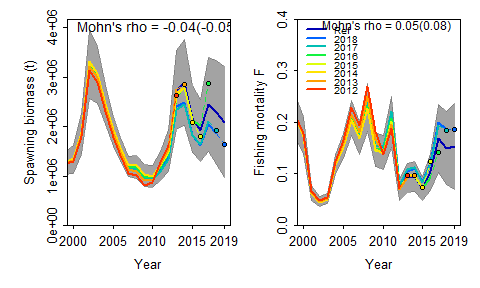 Mohn's rho = -0.04(-0.05
Spawning biomass (t)
0e+00
1e+06
2e+06
3e+06
4e+06
2000
2005
2010
2015
2019
Year
Mohn's rho = 0.05(0.08)
Ref
2018
2017
2016
2015
2014
2013
2012
Fishing mortality F
0.0
0.1
0.2
0.3
0.4
2000
2005
2010
2015
2019
Year